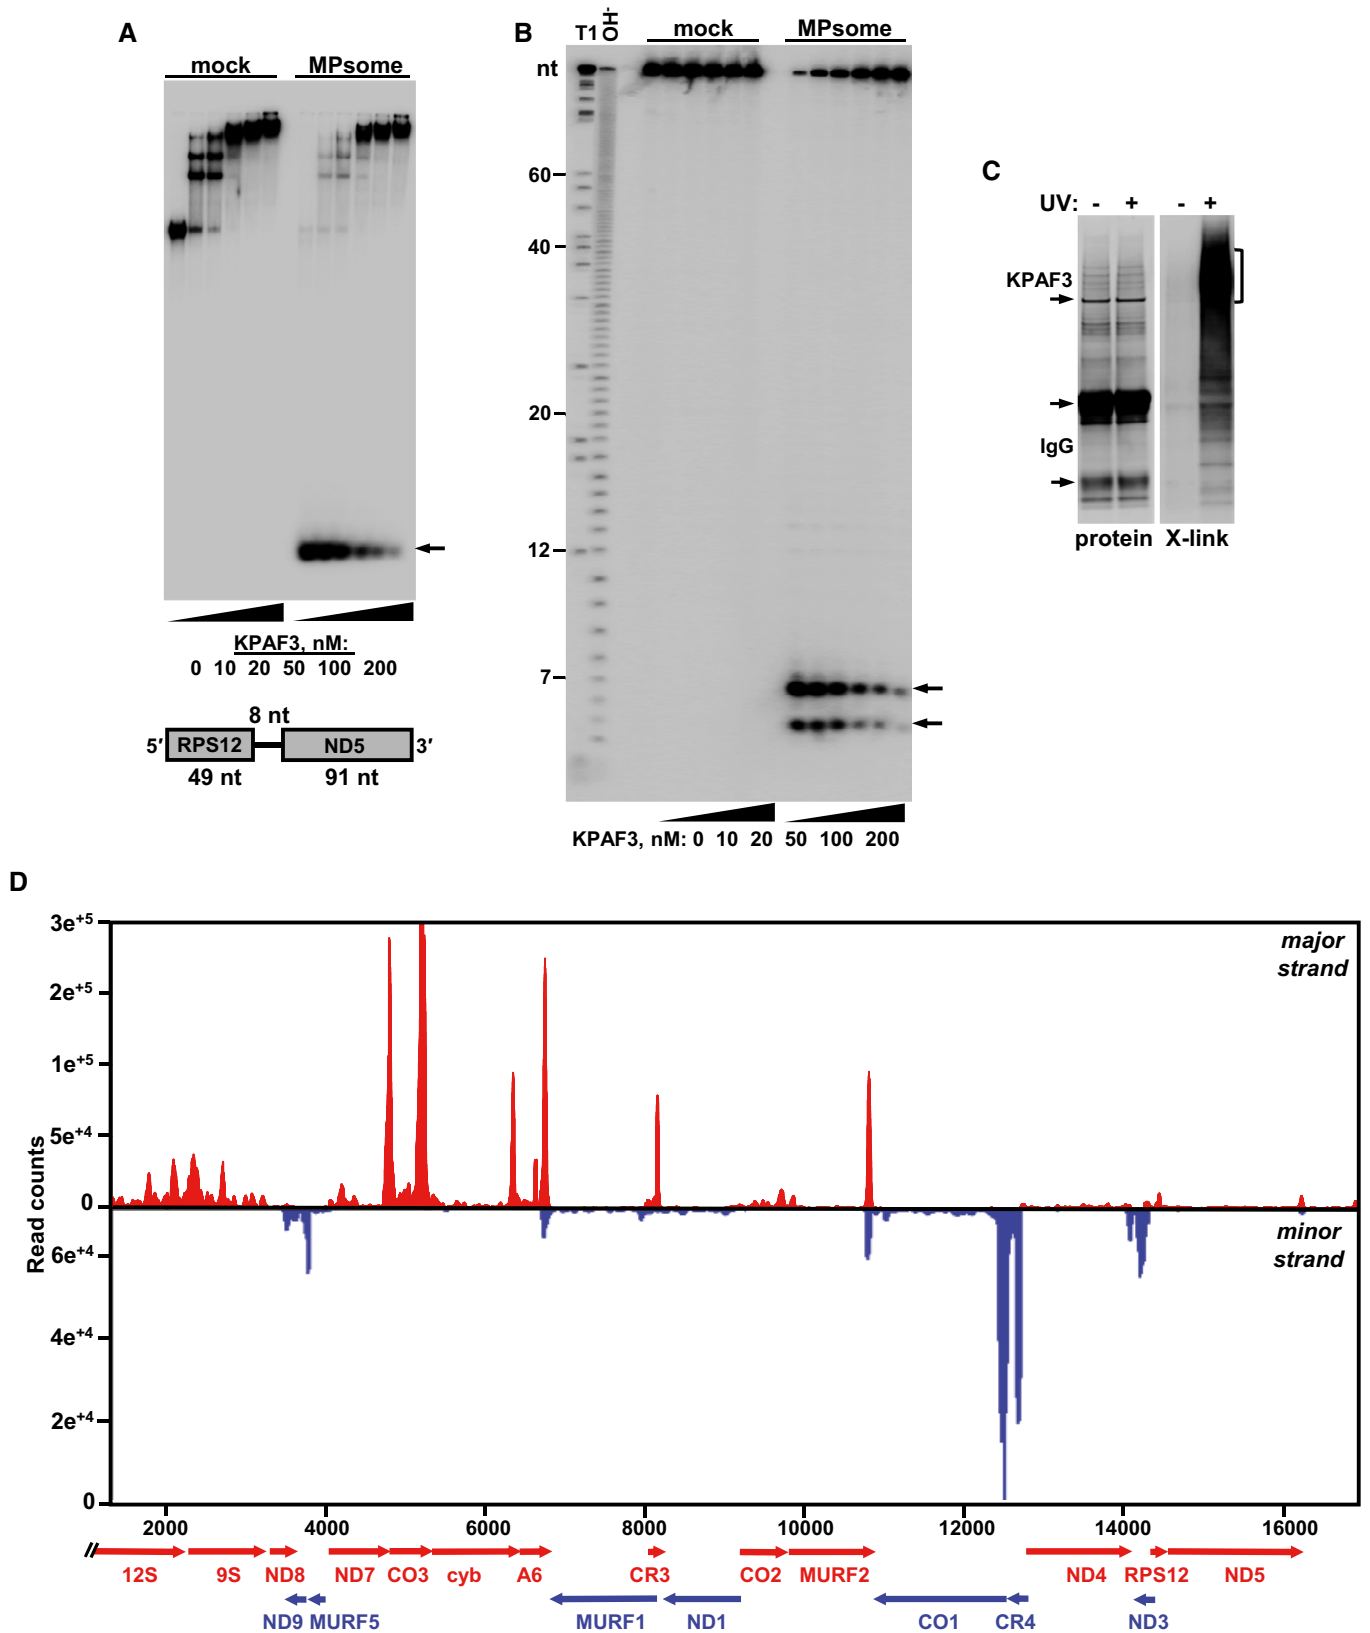 A
mock MPsome
KPAF3, nM:
0 10 20 50 100 200
8 nt
5′ RPS12 ND5 3′
49 nt 91 nt
B
T1 OH-
mock MPsome
nt
60
40
20
12
7
KPAF3, nM: 0 10 20 50 100 200
C
UV: - + - +
KPAF3
IgG
protein X-link
D
Read counts
3e+5
2e+5
1e+5
5e+4
0
6e+4
4e+4
2e+4
0
major
strand
minor
strand
2000 4000 6000 8000 10000 12000 14000 16000
//
12S 9S ND8 ND7 CO3 cyb A6 CR3 CO2 MURF2 ND4 RPS12 ND5
ND9 MURF5 MURF1 ND1 CO1 CR4 ND3